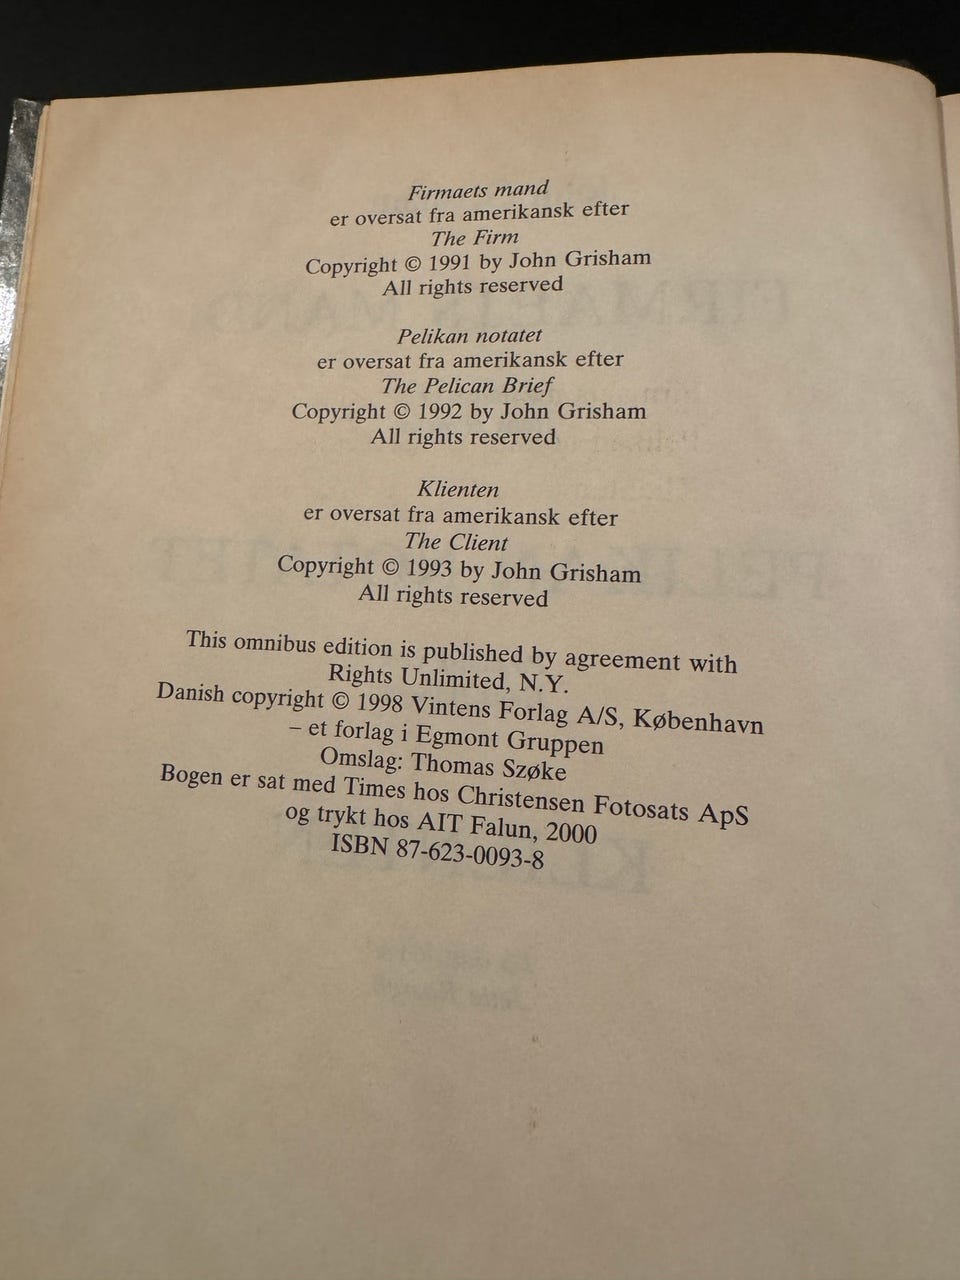 Firmaets mand
er oversat fra amerikansk efter
The Firm
Copyright © 1991 by John Grisham
All rights reserved
Pelikan notatet
er oversat fra amerikansk efter
The Pelican Brief
Copyright © 1992 by John Grisham
All rights reserved
Klienten
er oversat fra amerikansk efter
The Client
Copyright © 1993 by John Grisham
All rights reserved
This omnibus edition is published by agreement with
Rights Unlimited, N.Y.
Danish copyright © 1998 Vintens Forlag A/S, København
– et forlag i Egmont Gruppen
Omslag: Thomas Szøke
Bogen er sat med Times hos Christensen Fotosats ApS
og trykt hos AIT Falun, 2000
ISBN 87-623-0093-8